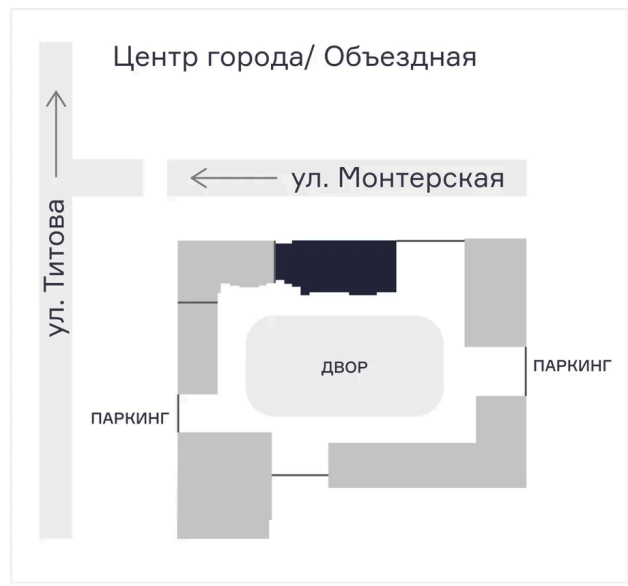 Центр города/ Объездная
ул. Монтерская
ул. Титова
ДВОР
ПАРКИНГ
ПАРКИНГ